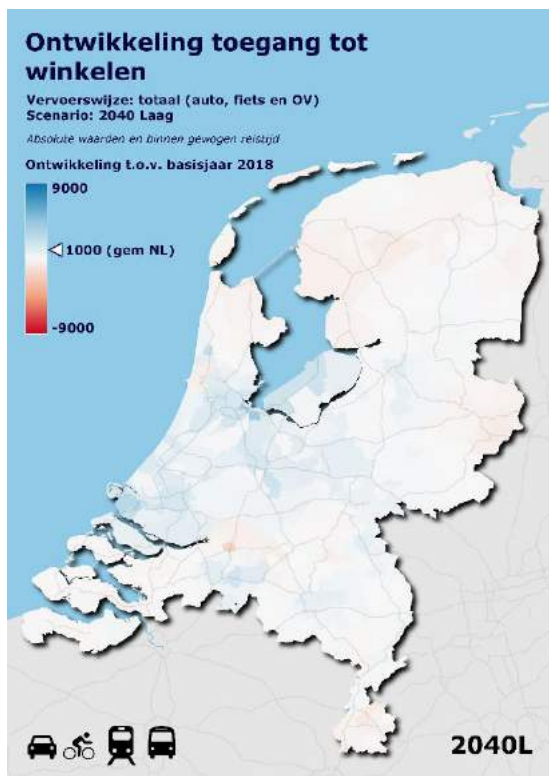 Ontwikkeling toegang tot
winkelen
Vervoerswijze: totaal (auto, fiets en OV)
Scenario: 2040 Laag
Absolute waarden en binnen gewogen reistijd
Ontwikkeling t.o.v. basisjaar 2018
9000
1000 (gem NL)
-9000
2040L